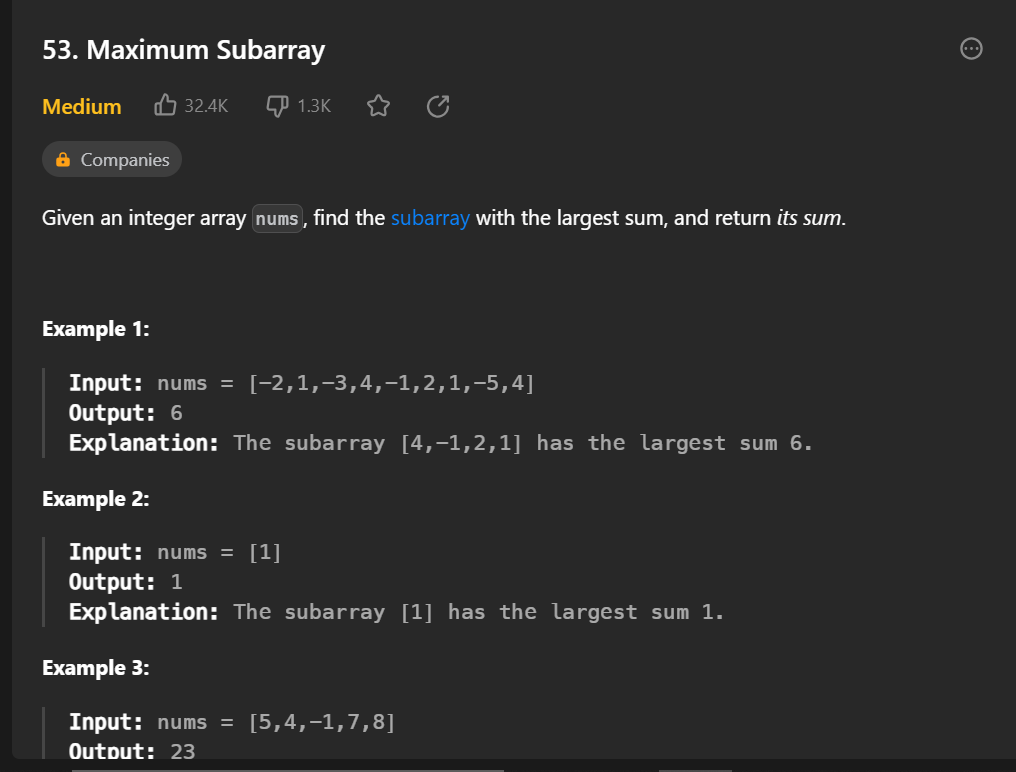 53. Maximum Subarray
Medium 32.4K 1.3K
Companies
Given an integer array nums, find the subarray with the largest sum, and return its sum.
Example 1:
Input: nums = [-2,1,-3,4,-1,2,1,-5,4]
Output: 6
Explanation: The subarray [4,-1,2,1] has the largest sum 6.
Example 2:
Input: nums = [1]
Output: 1
Explanation: The subarray [1] has the largest sum 1.
Example 3:
Input: nums = [5,4,-1,7,8]
Output: 23